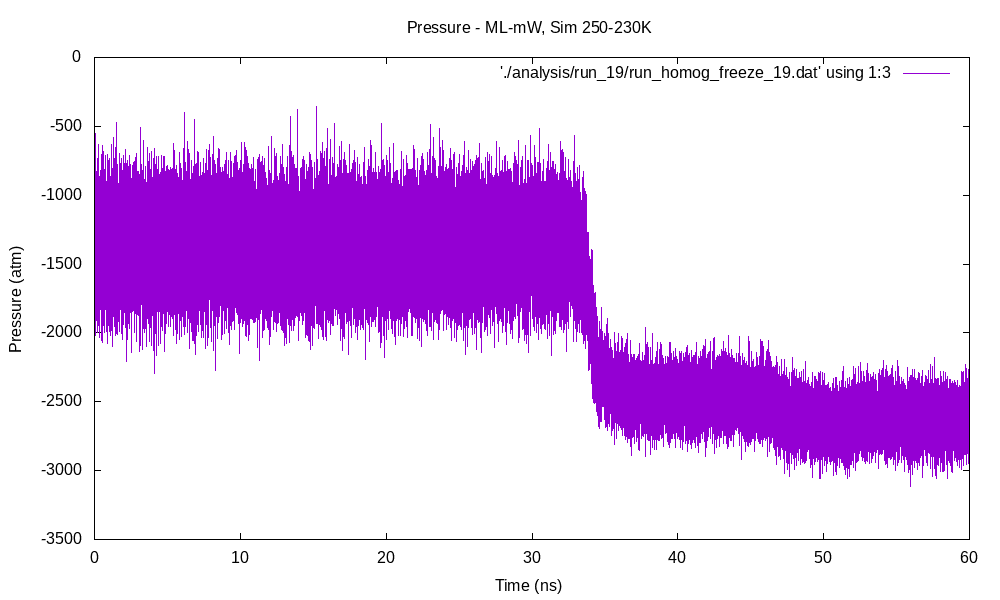 Pressure - ML-mW, Sim 250-230K
'./analysis/run_19/run_homog_freeze_19.dat' using 1:3
0
-500
-1000
-1500
-2000
-2500
-3000
-3500
Pressure (atm)
0 10 20 30 40 50 60
Time (ns)